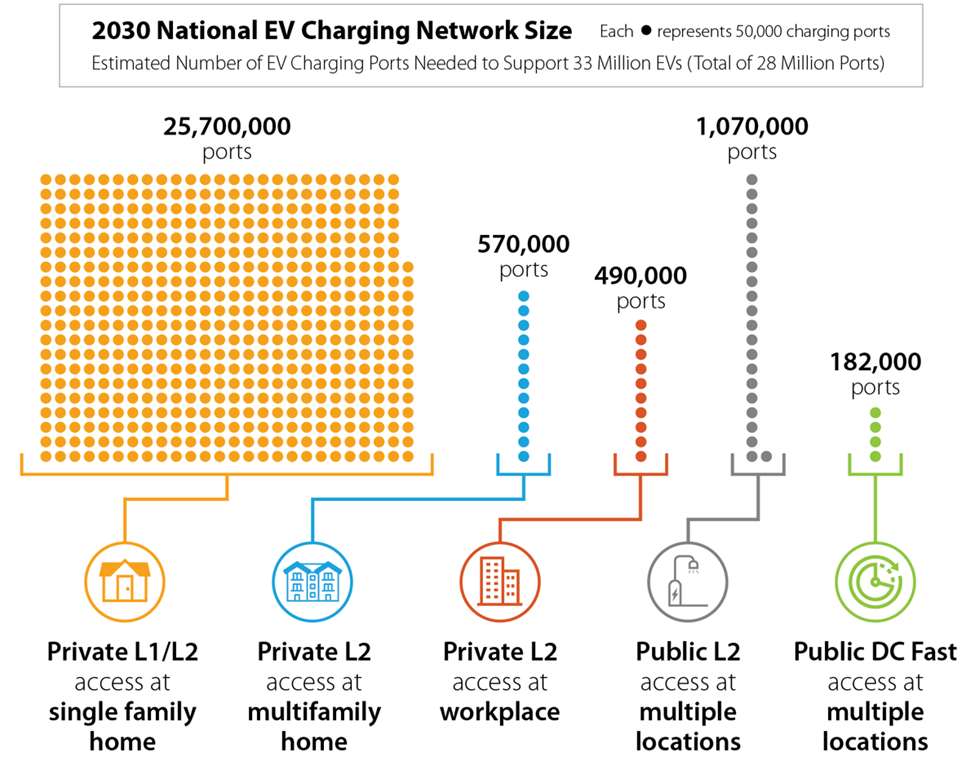 2030 National EV Charging Network Size Each ● represents 50,000 charging ports
Estimated Number of EV Charging Ports Needed to Support 33 Million EVs (Total of 28 Million Ports)
25,700,000
ports
570,000
ports
490,000
ports
1,070,000
ports
182,000
ports
Private L1/L2
access at
single family
home
Private L2
access at
multifamily
home
Private L2
access at
workplace
Public L2
access at
multiple
locations
Public DC Fast
access at
multiple
locations